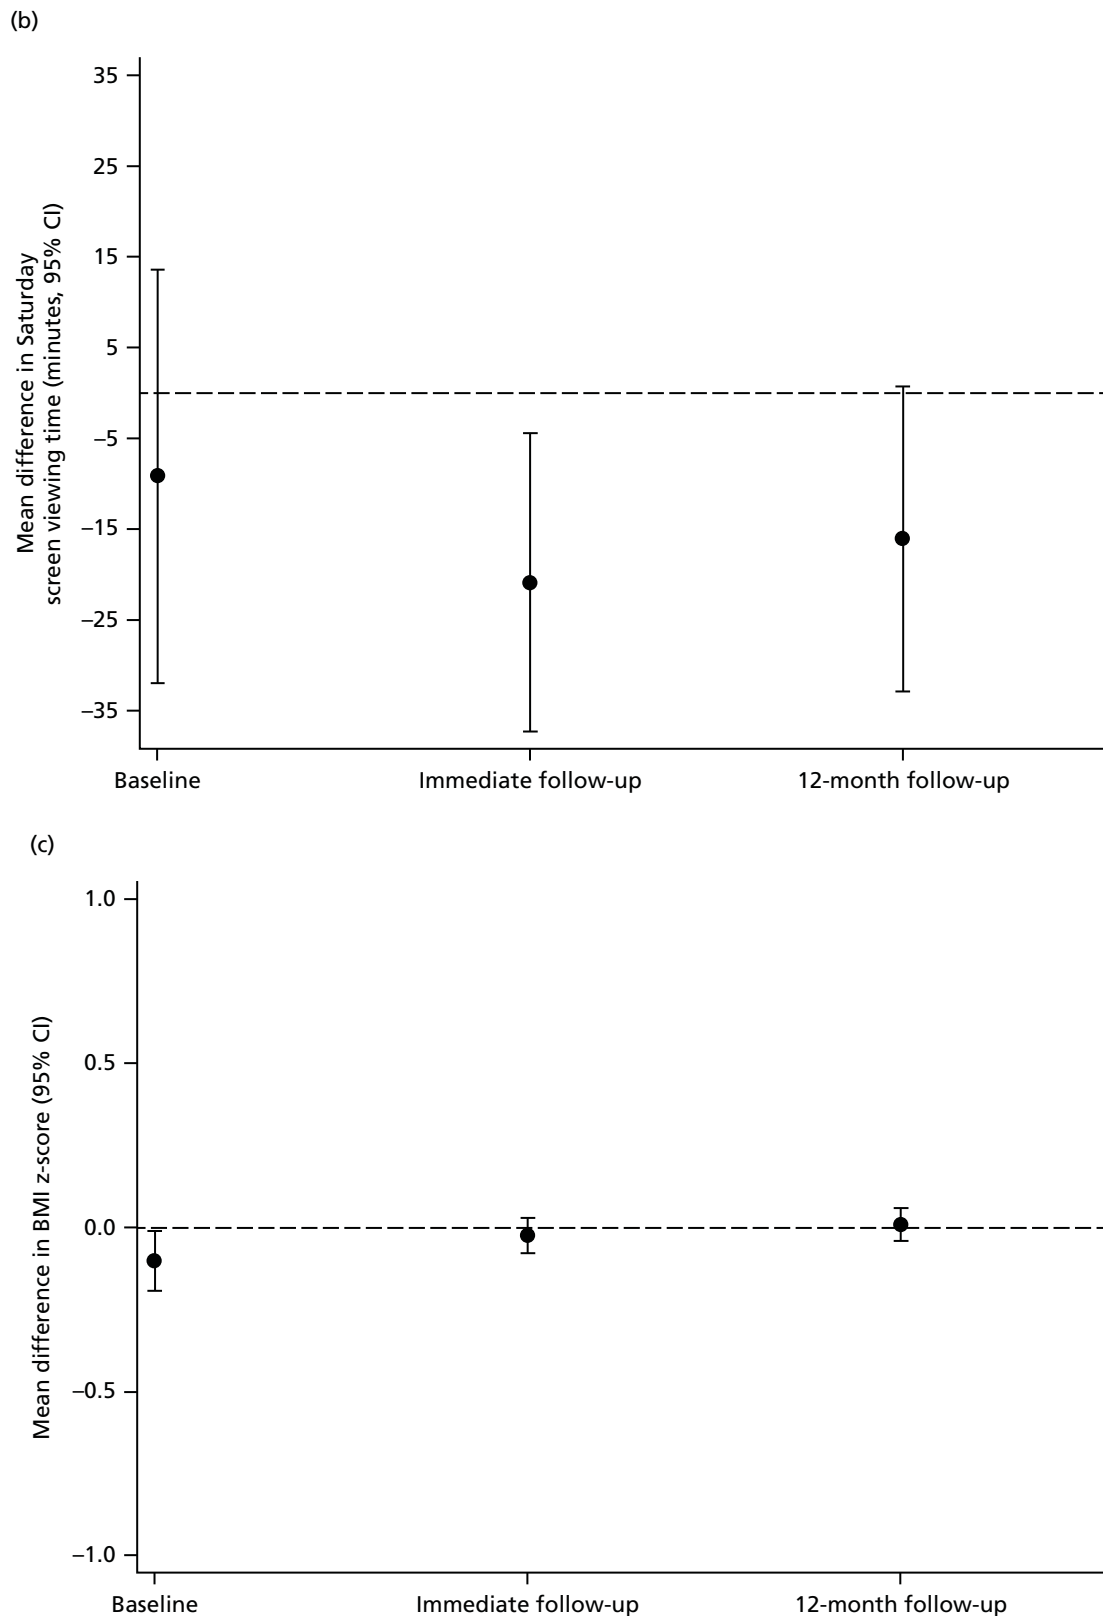 (b)
35
25
15
5
–5
–15
–25
–35
Mean difference in Saturday
screen viewing time (minutes, 95% CI)
Baseline
Immediate follow-up
12-month follow-up
(c)
1.0
0.5
0.0
–0.5
–1.0
Mean difference in BMI z-score (95% CI)
Baseline
Immediate follow-up
12-month follow-up